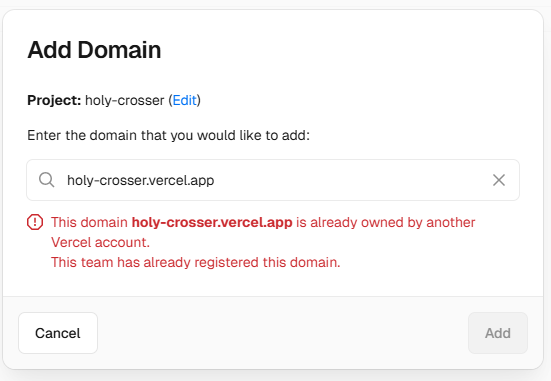 Add Domain
Project: holy-crosser (Edit)
Enter the domain that you would like to add:
holy-crosser.vercel.app
This domain holy-crosser.vercel.app is already owned by another
Vercel account.
This team has already registered this domain.
Cancel
Add